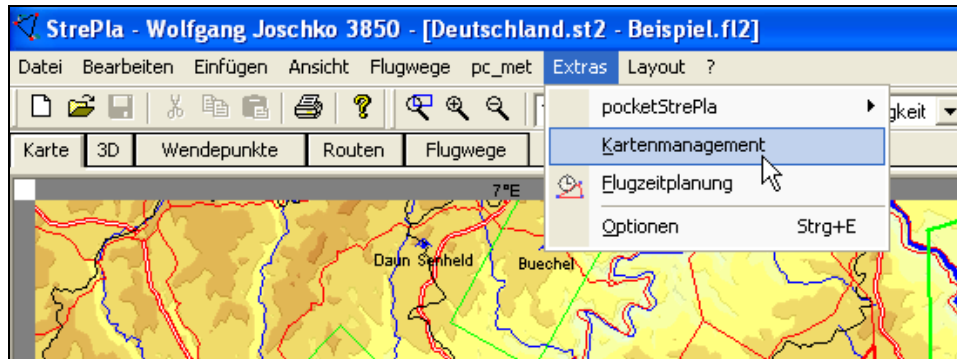 StrePla - Wolfgang Joschko 3850 - [Deutschland.st2 - Beispiel.fl2]
Datei Bearbeiten Einfügen Ansicht Flugwege pc_met Extras Layout ?
pocketStrePla
Kartenmanagement
Flugzeitplanung
Optionen Strg+E
Karte 3D Wendepunkte Routen Flugwege
7°E
Daun Senheld Buechel